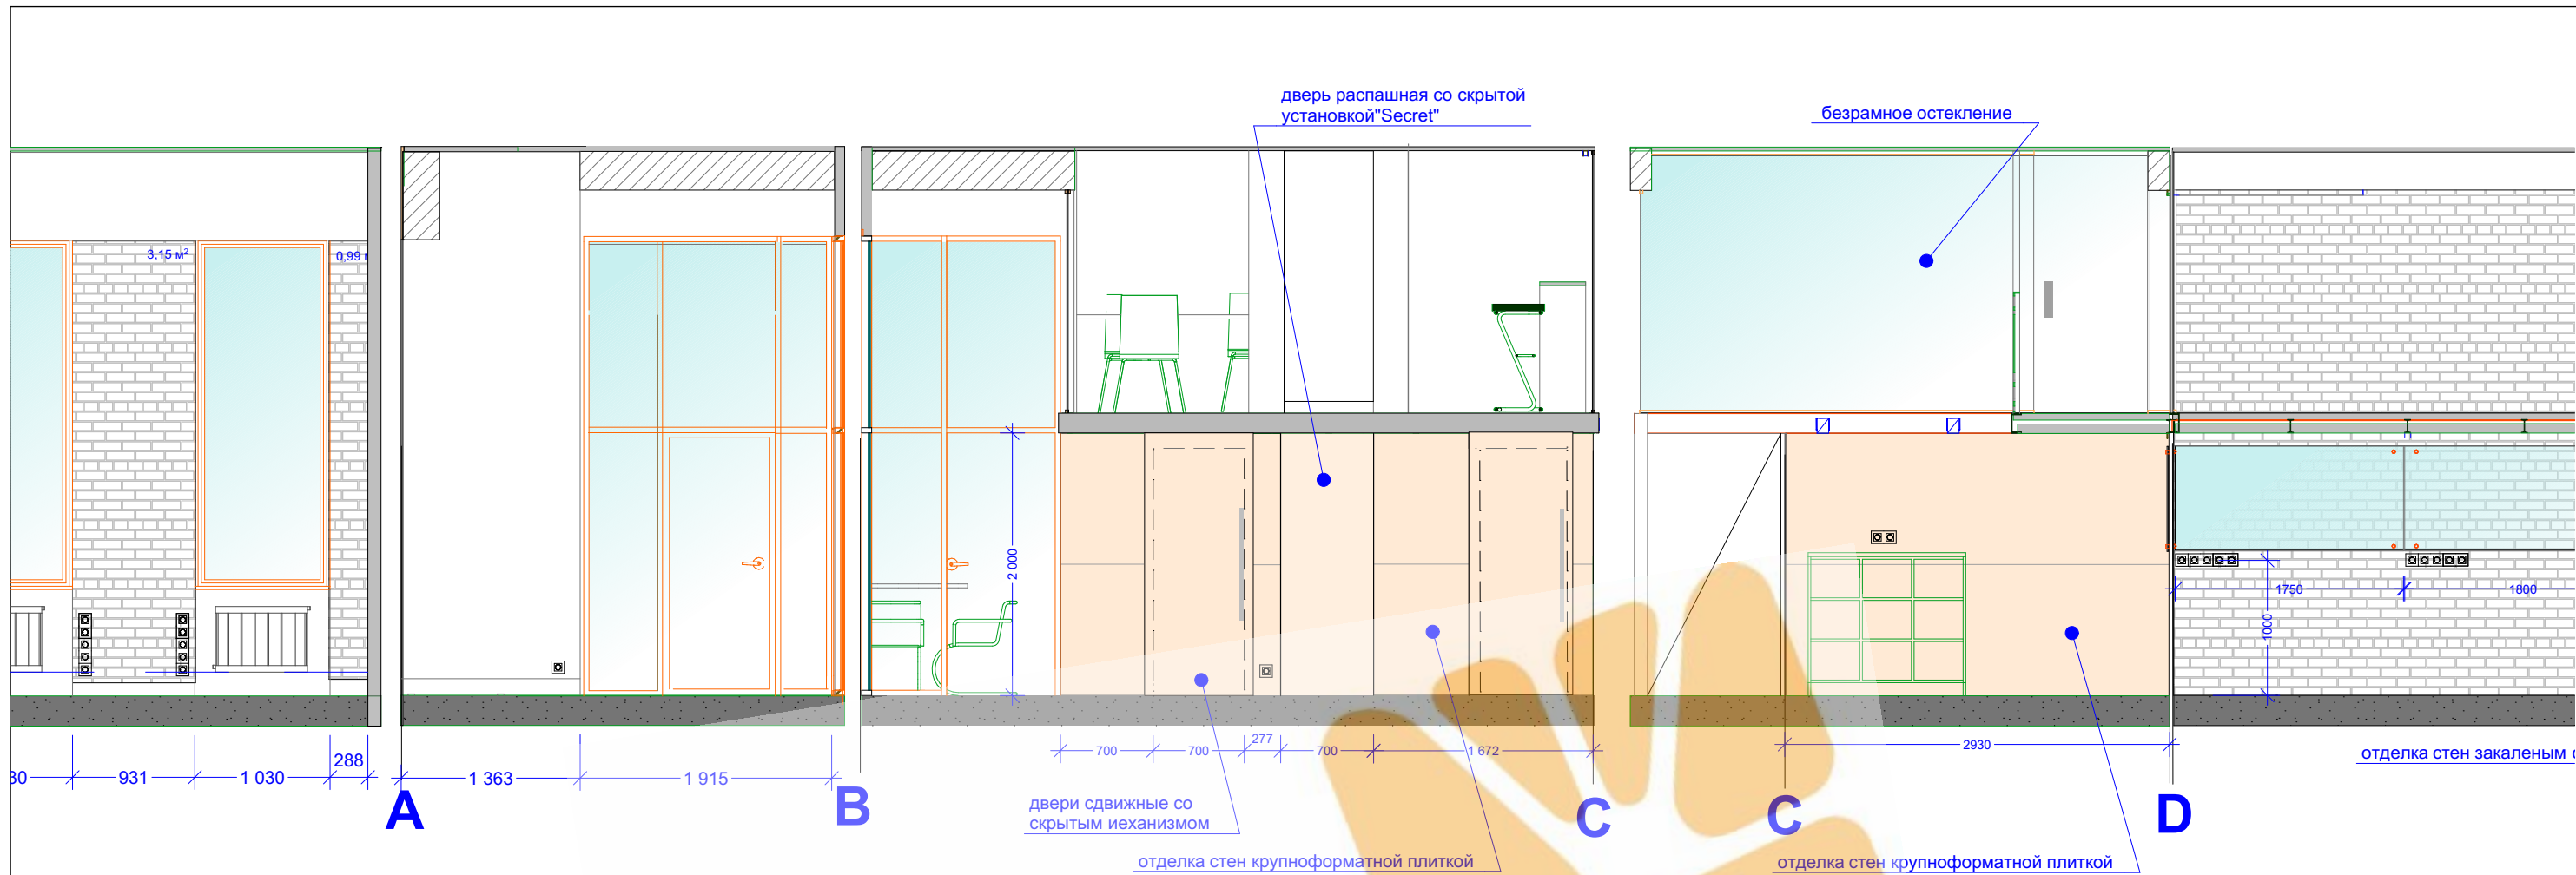 дверь распашная со скрытой
установкой"Secret"
безрамное остекление
3,15 м²
0,99
2 000
1750
1800
1000
931
1 030
288
1 363
1 915
700
700
277
700
1 672
2930
отделка стен закаленым
A
B
C
C
D
двери сдвижные со
скрытым иеханизмом
отделка стен крупноформатной плиткой
отделка стен крупноформатной плиткой